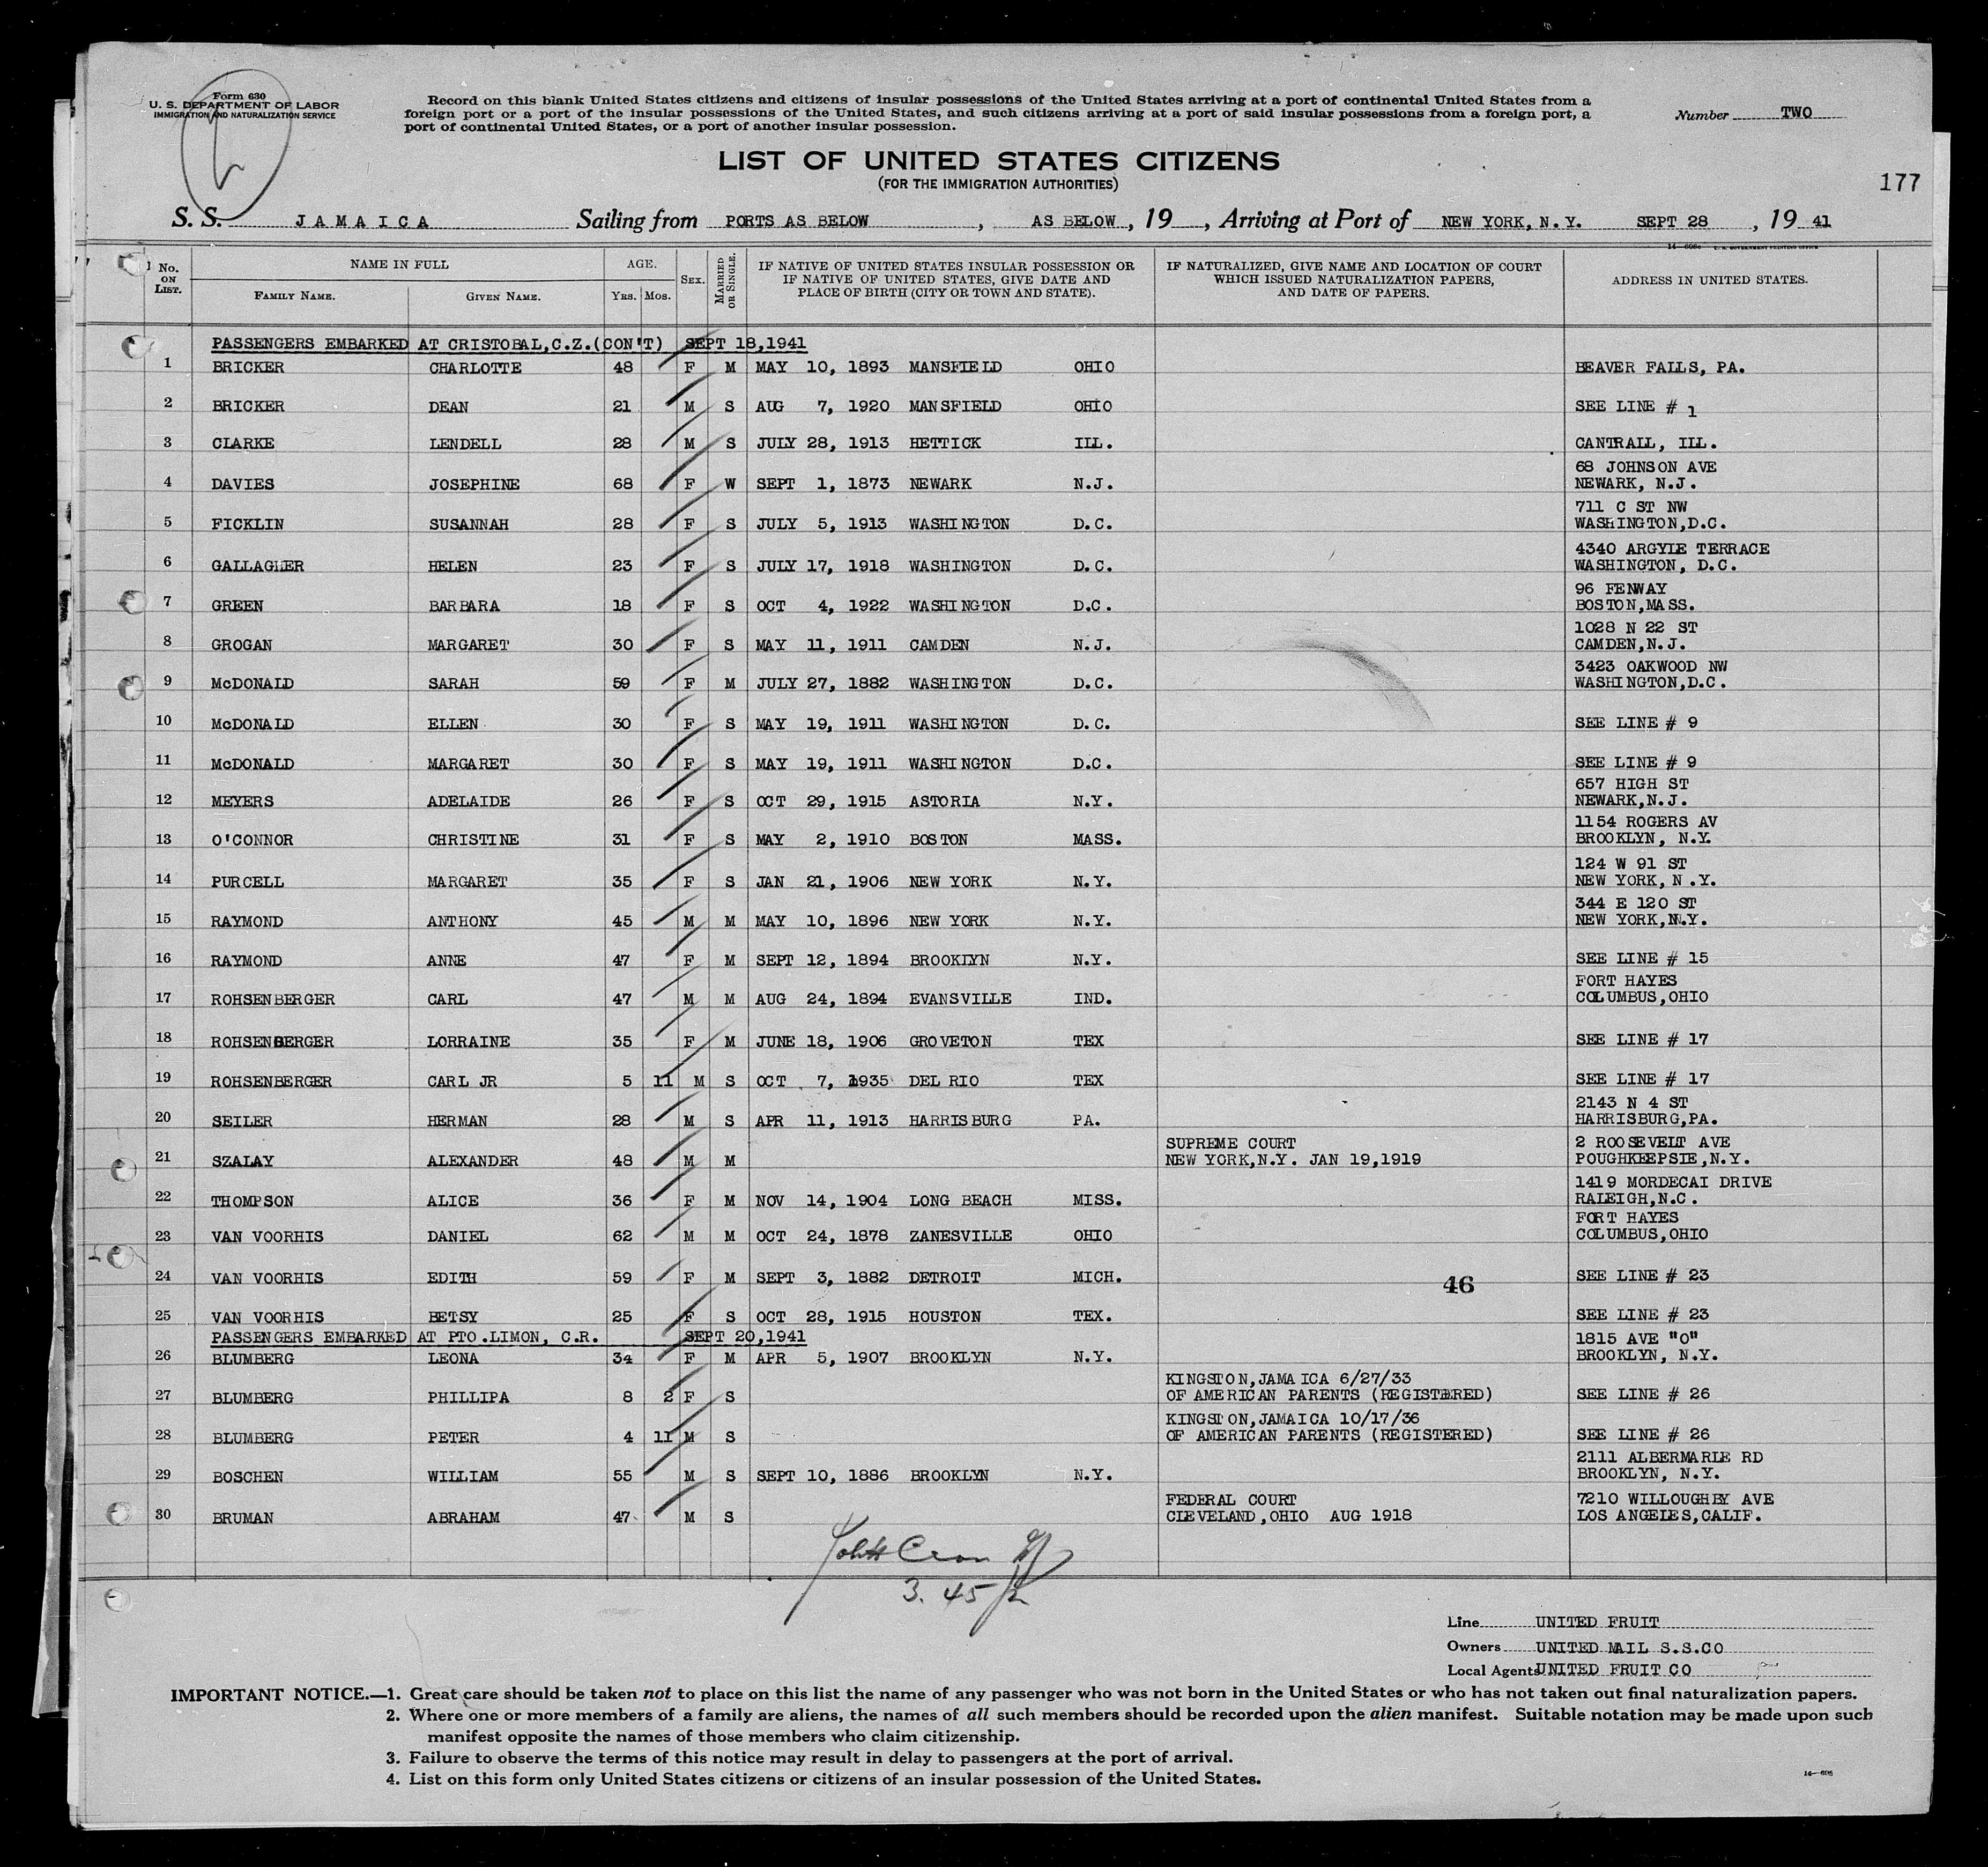 Form 630
U. S. DEPARTMENT OF LABOR
IMMIGRATION AND NATURALIZATION SERVICE
Record on this blank United States citizens and citizens of insular possessions of the United States arriving at a port of continental United States from a
foreign port or a port of the insular possessions of the United States, and such citizens arriving at a port of said insular possessions from a foreign port, a
port of continental United States, or a port of another insular possession.
Number TWO
LIST OF UNITED STATES CITIZENS
(FOR THE IMMIGRATION AUTHORITIES)
177
S. S. JAMAICA Sailing from PORTS AS BELOW , AS BELOW , 19 , Arriving at Port of NEW YORK, N.Y. SEPT 28 , 19 41
No. ON LIST. NAME IN FULL AGE. SEX. MARRIED OR SINGLE. IF NATIVE OF UNITED STATES INSULAR POSSESSION OR IF NATIVE OF UNITED STATES, GIVE DATE AND PLACE OF BIRTH (CITY OR TOWN AND STATE). IF NATURALIZED, GIVE NAME AND LOCATION OF COURT WHICH ISSUED NATURALIZATION PAPERS, AND DATE OF PAPERS. ADDRESS IN UNITED STATES.
FAMILY NAME. GIVEN NAME. YRS. MOS.
PASSENGERS EMBARKED AT CRISTOBAL,C.Z.(CON'T) SEPT 18,1941
1 BRICKER CHARLOTTE 48 F M MAY 10, 1893 MANSFIELD OHIO BEAVER FALLS, PA.
2 BRICKER DEAN 21 M S AUG 7, 1920 MANSFIELD OHIO SEE LINE # 1
3 CLARKE LENDELL 28 M S JULY 28, 1913 HETTICK ILL. CANTRALL, ILL.
68 JOHNSON AVE
4 DAVIES JOSEPHINE 68 F W SEPT 1, 1873 NEWARK N.J. NEWARK, N.J.
711 C ST NW
5 FICKLIN SUSANNAH 28 F S JULY 5, 1913 WASHINGTON D.C. WASHINGTON,D.C.
4340 ARGYLE TERRACE
6 GALLAGHER HELEN 23 F S JULY 17, 1918 WASHINGTON D.C. WASHINGTON, D.C.
96 FENWAY
7 GREEN BARBARA 18 F S OCT 4, 1922 WASHINGTON D.C. BOSTON,MASS.
1028 N 22 ST
8 GROGAN MARGARET 30 F S MAY 11, 1911 CAMDEN N.J. CAMDEN,N.J.
3423 OAKWOOD NW
9 McDONALD SARAH 59 F M JULY 27, 1882 WASHINGTON D.C. WASHINGTON,D.C.
10 McDONALD ELLEN 30 F S MAY 19, 1911 WASHINGTON D.C. SEE LINE # 9
11 McDONALD MARGARET 30 F S MAY 19, 1911 WASHINGTON D.C. SEE LINE # 9
657 HIGH ST
12 MEYERS ADELAIDE 26 F S OCT 29, 1915 ASTORIA N.Y. NEWARK,N.J.
1154 ROGERS AV
13 O'CONNOR CHRISTINE 31 F S MAY 2, 1910 BOSTON MASS. BROOKLYN, N.Y.
124 W 91 ST
14 PURCELL MARGARET 35 F S JAN 21, 1906 NEW YORK N.Y. NEW YORK, N.Y.
344 E 120 ST
15 RAYMOND ANTHONY 45 M M MAY 10, 1896 NEW YORK N.Y. NEW YORK,N.Y.
16 RAYMOND ANNE 47 F M SEPT 12, 1894 BROOKLYN N.Y. SEE LINE # 15
FORT HAYES
17 ROHSENBERGER CARL 47 M M AUG 24, 1894 EVANSVILLE IND. COLUMBUS,OHIO
18 ROHSENBERGER LORRAINE 35 F M JUNE 18, 1906 GROVETON TEX SEE LINE # 17
19 ROHSENBERGER CARL JR 5 11 M S OCT 7, 1935 DEL RIO TEX SEE LINE # 17
2143 N 4 ST
20 SEILER HERMAN 28 M S APR 11, 1913 HARRISBURG PA. HARRISBURG,PA.
SUPREME COURT 2 ROOSEVELT AVE
21 SZALAY ALEXANDER 48 M M NEW YORK,N.Y. JAN 19,1919 POUGHKEEPSIE,N.Y.
1419 MORDECAI DRIVE
22 THOMPSON ALICE 36 F M NOV 14, 1904 LONG BEACH MISS. RALEIGH,N.C.
FORT HAYES
23 VAN VOORHIS DANIEL 62 M M OCT 24, 1878 ZANESVILLE OHIO COLUMBUS,OHIO
24 VAN VOORHIS EDITH 59 F M SEPT 3, 1882 DETROIT MICH. 46 SEE LINE # 23
25 VAN VOORHIS BETSY 25 F S OCT 28, 1915 HOUSTON TEX. SEE LINE # 23
PASSENGERS EMBARKED AT PTO.LIMON, C.R. SEPT 20,1941 1815 AVE "O"
26 BLUMBERG LEONA 34 F M APR 5, 1907 BROOKLYN N.Y. BROOKLYN, N.Y.
KINGSTON,JAMAICA 6/27/33
27 BLUMBERG PHILLIPA 8 2 F S OF AMERICAN PARENTS (REGISTERED) SEE LINE # 26
KINGSTON,JAMAICA 10/17/36
28 BLUMBERG PETER 4 11 M S OF AMERICAN PARENTS (REGISTERED) SEE LINE # 26
2111 ALBERMARLE RD
29 BOSCHEN WILLIAM 55 M S SEPT 10, 1886 BROOKLYN N.Y. BROOKLYN, N.Y.
FEDERAL COURT 7210 WILLOUGHBY AVE
30 BRUMAN ABRAHAM 47 M S CLEVELAND,OHIO AUG 1918 LOS ANGELES,CALIF.
3. 45
Line UNITED FRUIT
Owners UNITED MAIL S.S.CO
Local Agents UNITED FRUIT CO
IMPORTANT NOTICE.—1. Great care should be taken not to place on this list the name of any passenger who was not born in the United States or who has not taken out final naturalization papers.
2. Where one or more members of a family are aliens, the names of all such members should be recorded upon the alien manifest. Suitable notation may be made upon such
manifest opposite the names of those members who claim citizenship.
3. Failure to observe the terms of this notice may result in delay to passengers at the port of arrival.
4. List on this form only United States citizens or citizens of an insular possession of the United States.